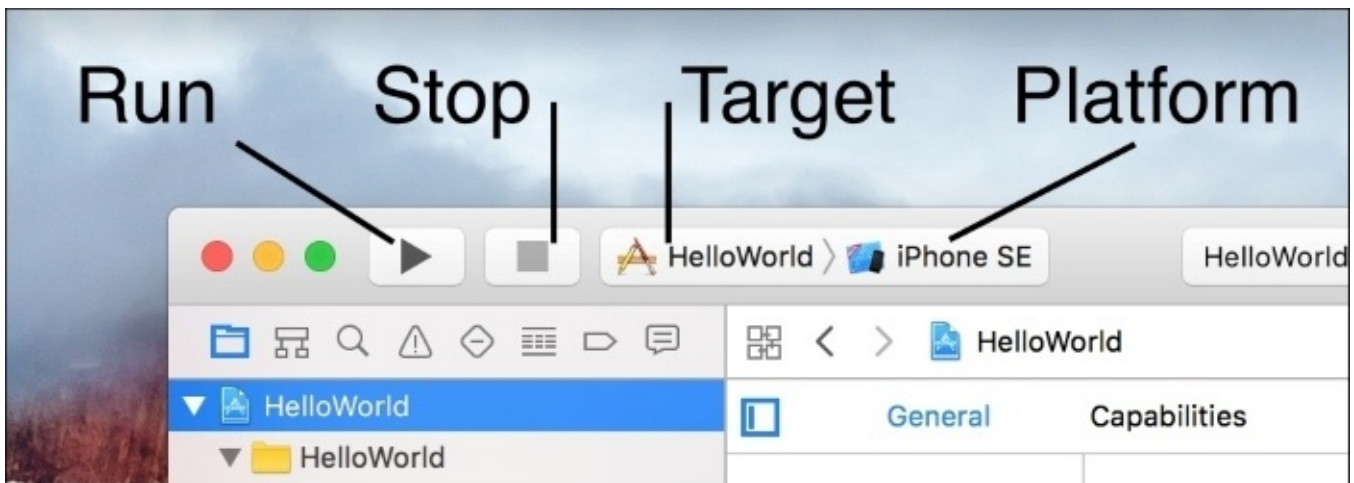 Run Stop Target Platform
HelloWorld iPhone SE HelloWorld
HelloWorld
HelloWorld
General Capabilities
HelloWorld